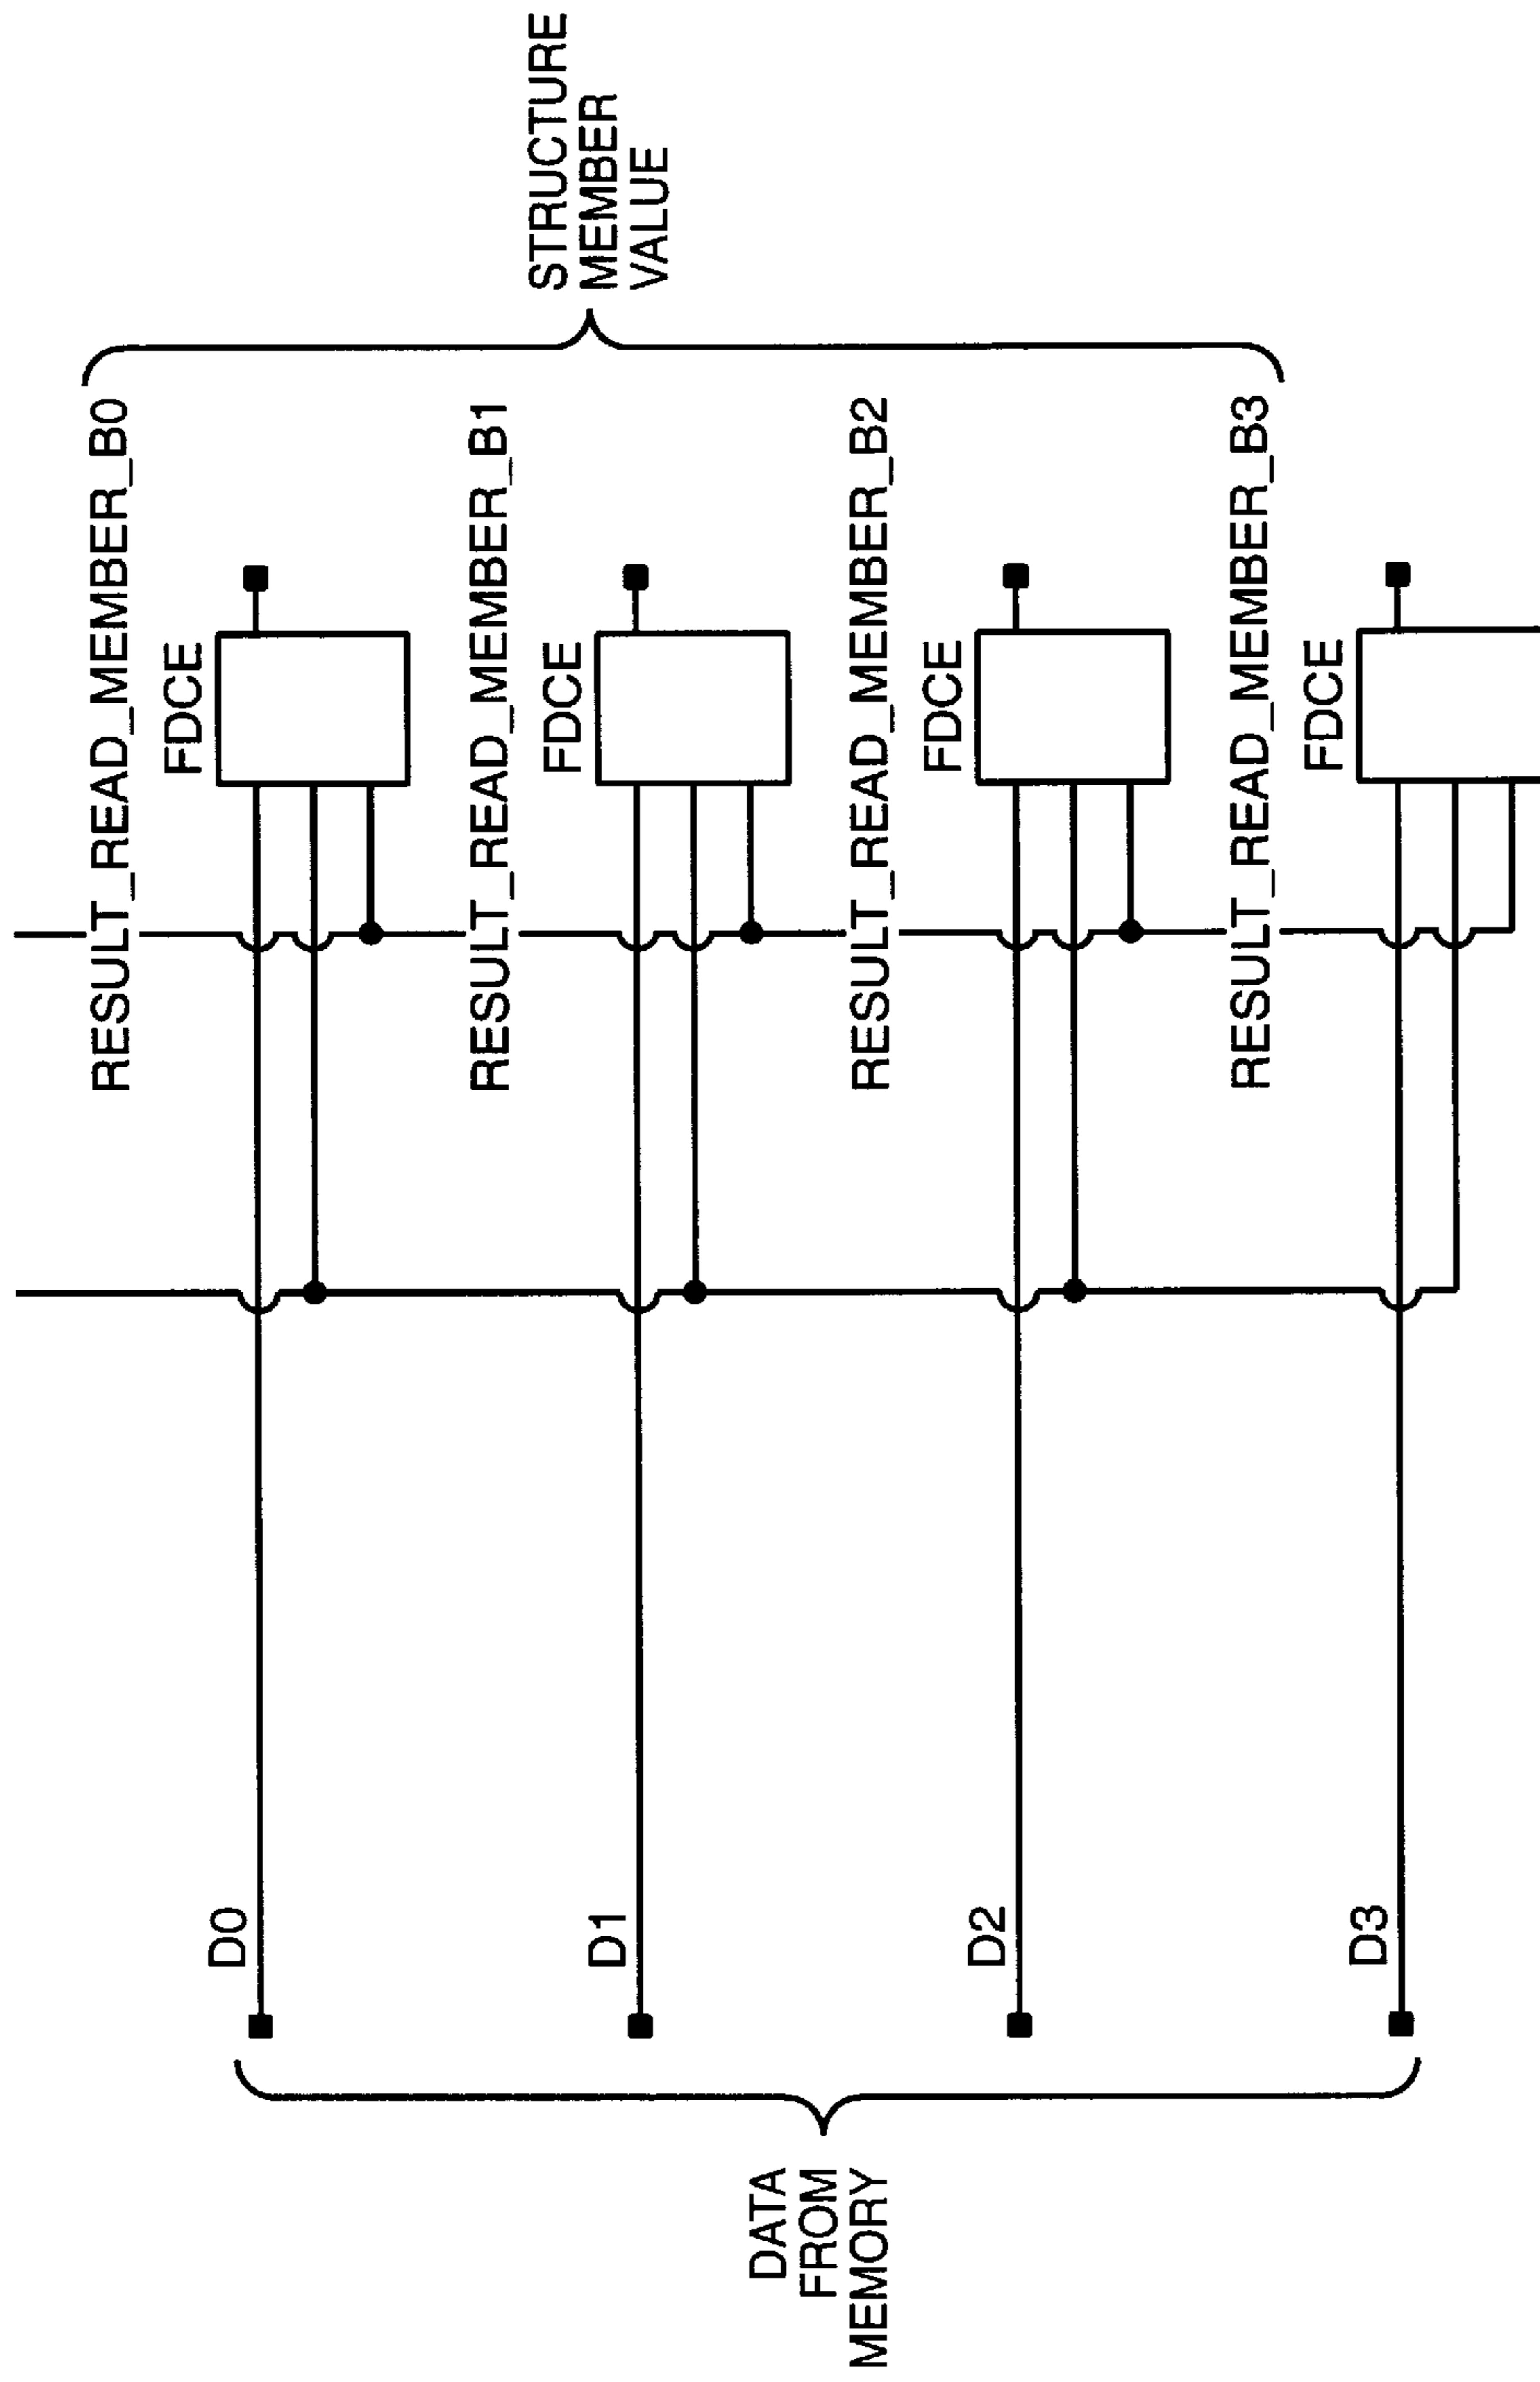 RESULT_READ_MEMBER_B0
FDCE
D0
RESULT_READ_MEMBER_B1
FDCE
D1
DATA
FROM
MEMORY
STRUCTURE
MEMBER
VALUE
RESULT_READ_MEMBER_B2
FDCE
D2
RESULT_READ_MEMBER_B3
FDCE
D3